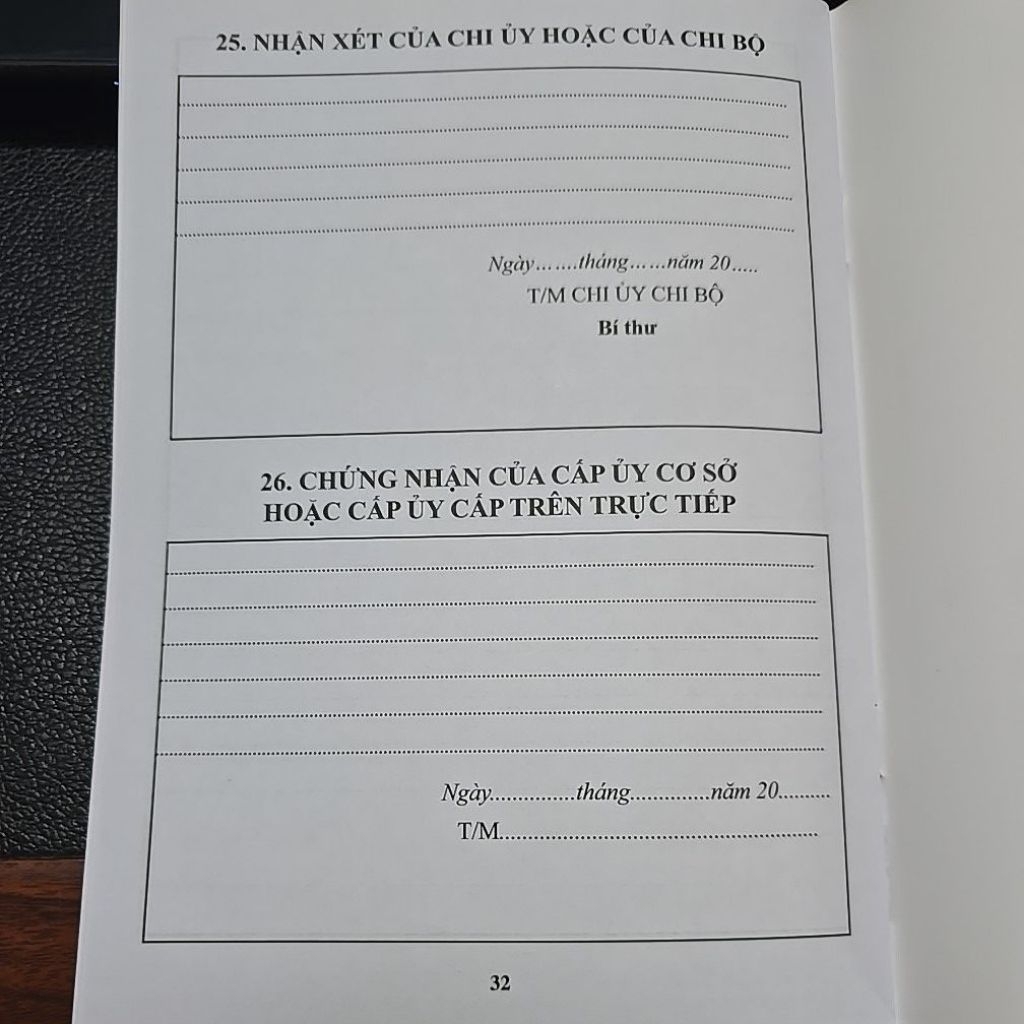 25. NHẬN XÉT CỦA CHI ỦY HOẶC CỦA CHI BỘ
Ngày.......tháng......năm 20.....
T/M CHI ỦY CHI BỘ
Bí thư
26. CHỨNG NHẬN CỦA CẤP ỦY CƠ SỞ
HOẶC CẤP ỦY CẤP TRÊN TRỰC TIẾP
Ngày...............tháng..............năm 20.........
T/M.......................................................
32